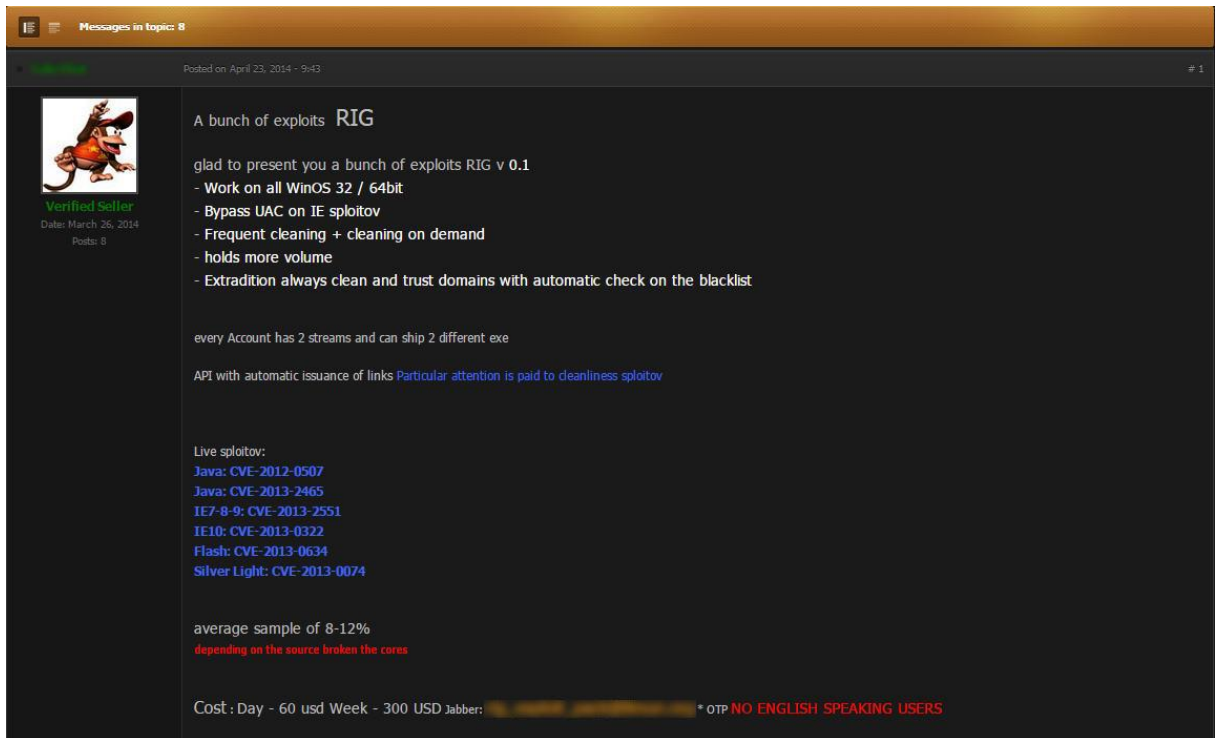 Messages in topic: 8
Posted on April 23, 2014 - 9:43
# 1
Verified Seller
Date: March 26, 2014
Posts: 8
A bunch of exploits RIG
glad to present you a bunch of exploits RIG v 0.1
- Work on all WinOS 32 / 64bit
- Bypass UAC on IE sploitov
- Frequent cleaning + cleaning on demand
- holds more volume
- Extradition always clean and trust domains with automatic check on the blacklist
every Account has 2 streams and can ship 2 different exe
API with automatic issuance of links Particular attention is paid to cleanliness sploitov
Live sploitov:
Java: CVE-2012-0507
Java: CVE-2013-2465
IE7-8-9: CVE-2013-2551
IE10: CVE-2013-0322
Flash: CVE-2013-0634
Silver Light: CVE-2013-0074
average sample of 8-12%
depending on the source broken the cores
Cost : Day - 60 usd Week - 300 USD Jabber: * OTP NO ENGLISH SPEAKING USERS